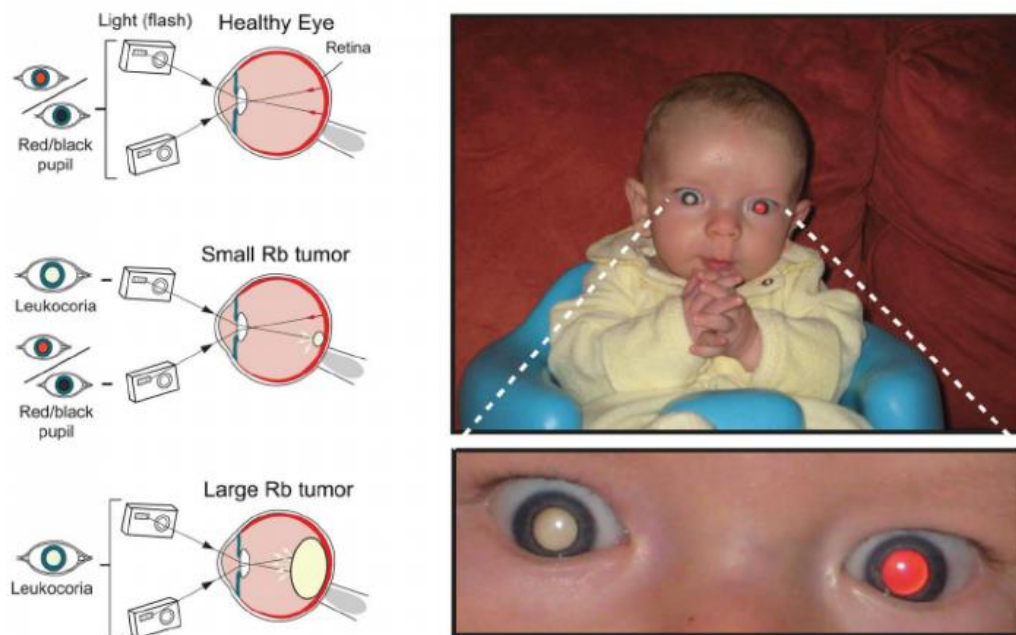 Light (flash)
Healthy Eye
Retina
Red/black
pupil
Small Rb tumor
Leukocoria
Red/black
pupil
Large Rb tumor
Leukocoria